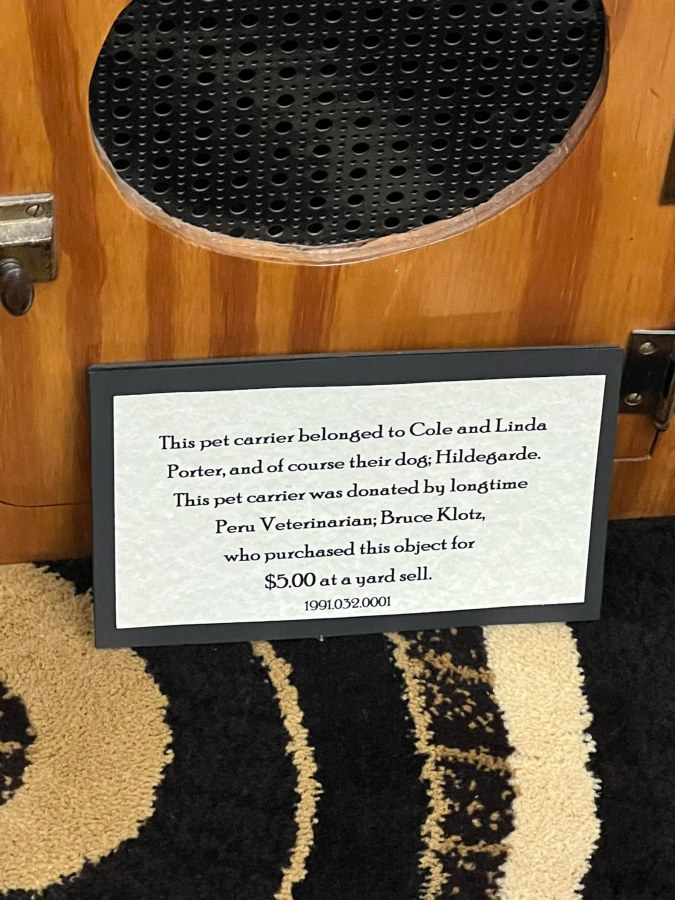 This pet carrier belonged to Cole and Linda
Porter, and of course their dog; Hildegarde.
This pet carrier was donated by longtime
Peru Veterinarian; Bruce Klotz,
who purchased this object for
$5.00 at a yard sell.
1991.032.0001